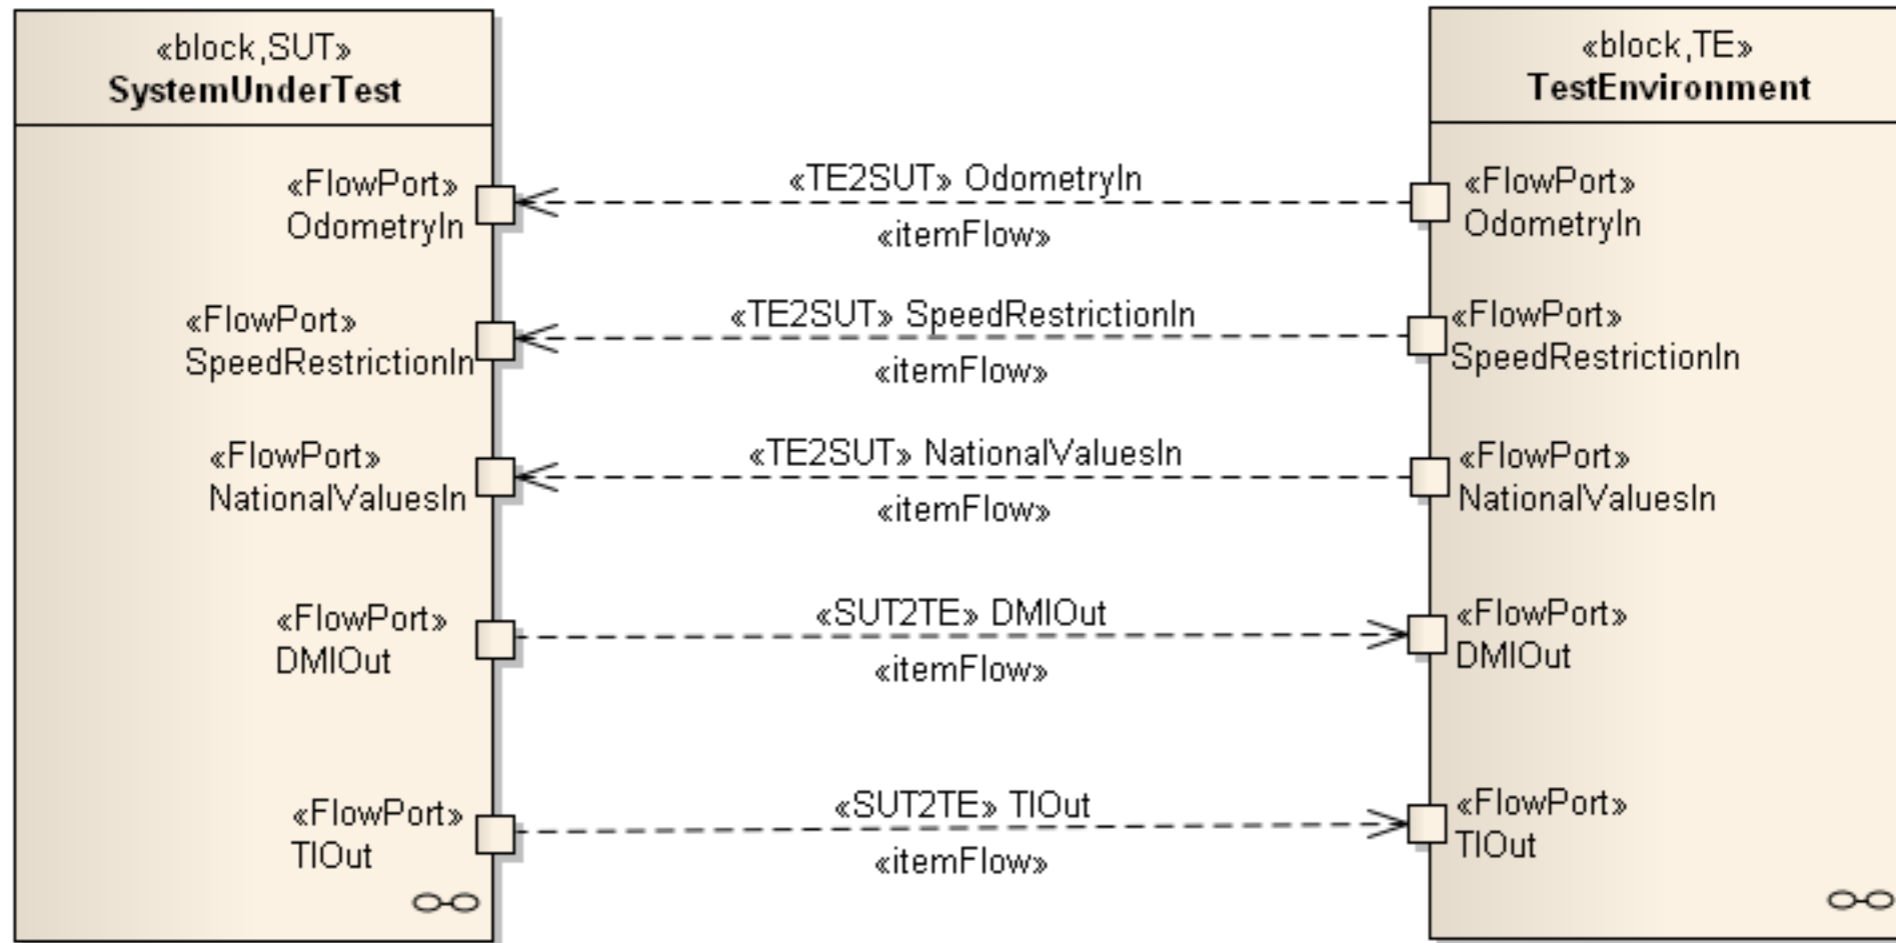 «block,SUT»
SystemUnderTest
«FlowPort»
OdometryIn
«FlowPort»
SpeedRestrictionIn
«FlowPort»
NationalValuesIn
«FlowPort»
DMIOut
«FlowPort»
TIOut
«TE2SUT» OdometryIn
«itemFlow»
«TE2SUT» SpeedRestrictionIn
«itemFlow»
«TE2SUT» NationalValuesIn
«itemFlow»
«SUT2TE» DMIOut
«itemFlow»
«SUT2TE» TIOut
«itemFlow»
«block,TE»
TestEnvironment
«FlowPort»
OdometryIn
«FlowPort»
SpeedRestrictionIn
«FlowPort»
NationalValuesIn
«FlowPort»
DMIOut
«FlowPort»
TIOut